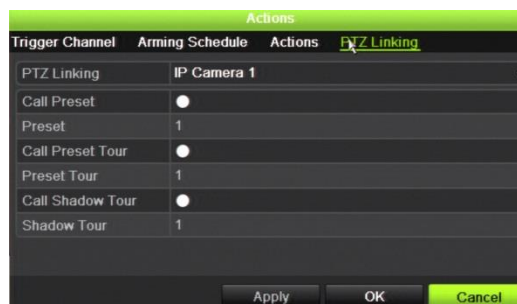 Actions
Trigger Channel Arming Schedule Actions PTZ Linking
PTZ Linking IP Camera 1
Call Preset
Preset 1
Call Preset Tour
Preset Tour 1
Call Shadow Tour
Shadow Tour 1
Apply OK Cancel